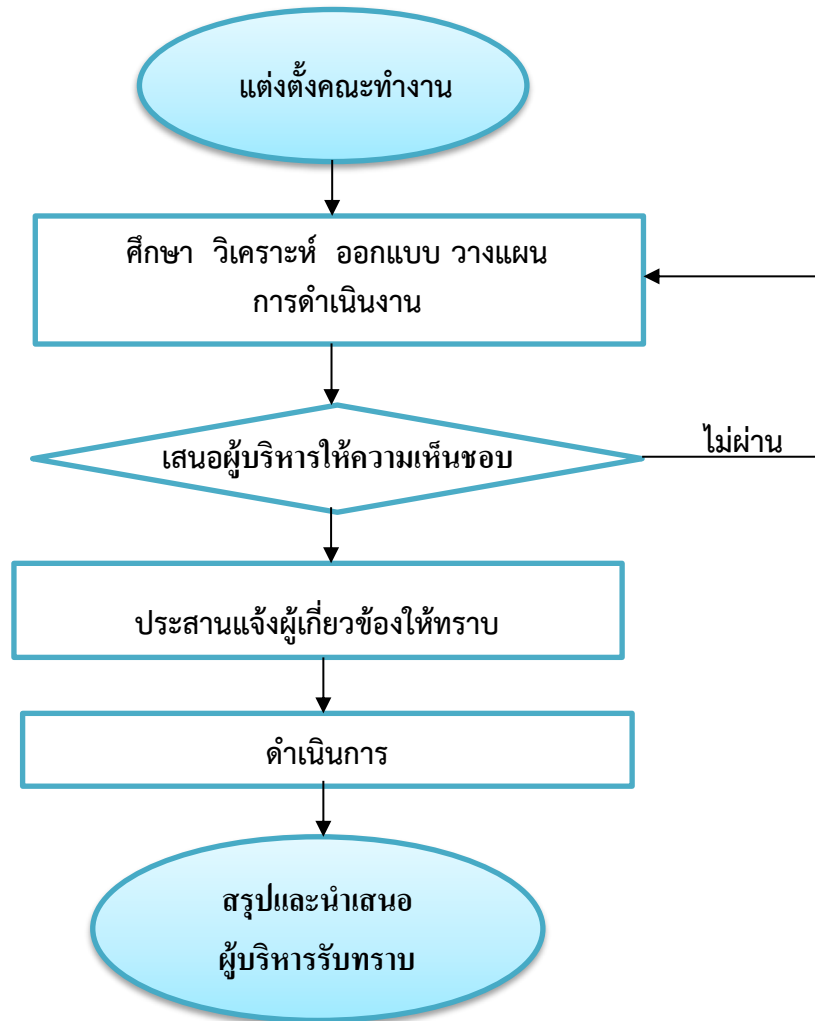 แต่งตั้งคณะทำงาน
ศึกษา วิเคราะห์ ออกแบบ วางแผน
การดำเนินงาน
เสนอผู้บริหารให้ความเห็นชอบ
ไม่ผ่าน
ประสานแจ้งผู้เกี่ยวข้องให้ทราบ
ดำเนินการ
สรุปและนำเสนอ
ผู้บริหารรับทราบ